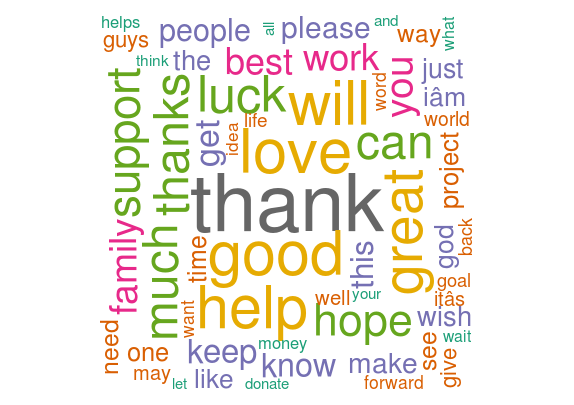 helps
guys
people
all
please
and
way
what
think
the
best
work
you
just
support
thanks
luck
will
word
iâm
world
get
idea
life
love
can
project
thank
great
much
family
time
good
this
god
back
goal
want
help
well
your
hope
itâs
wish
need
one
keep
money
know
make
see
wait
may
let
like
donate
forward
give